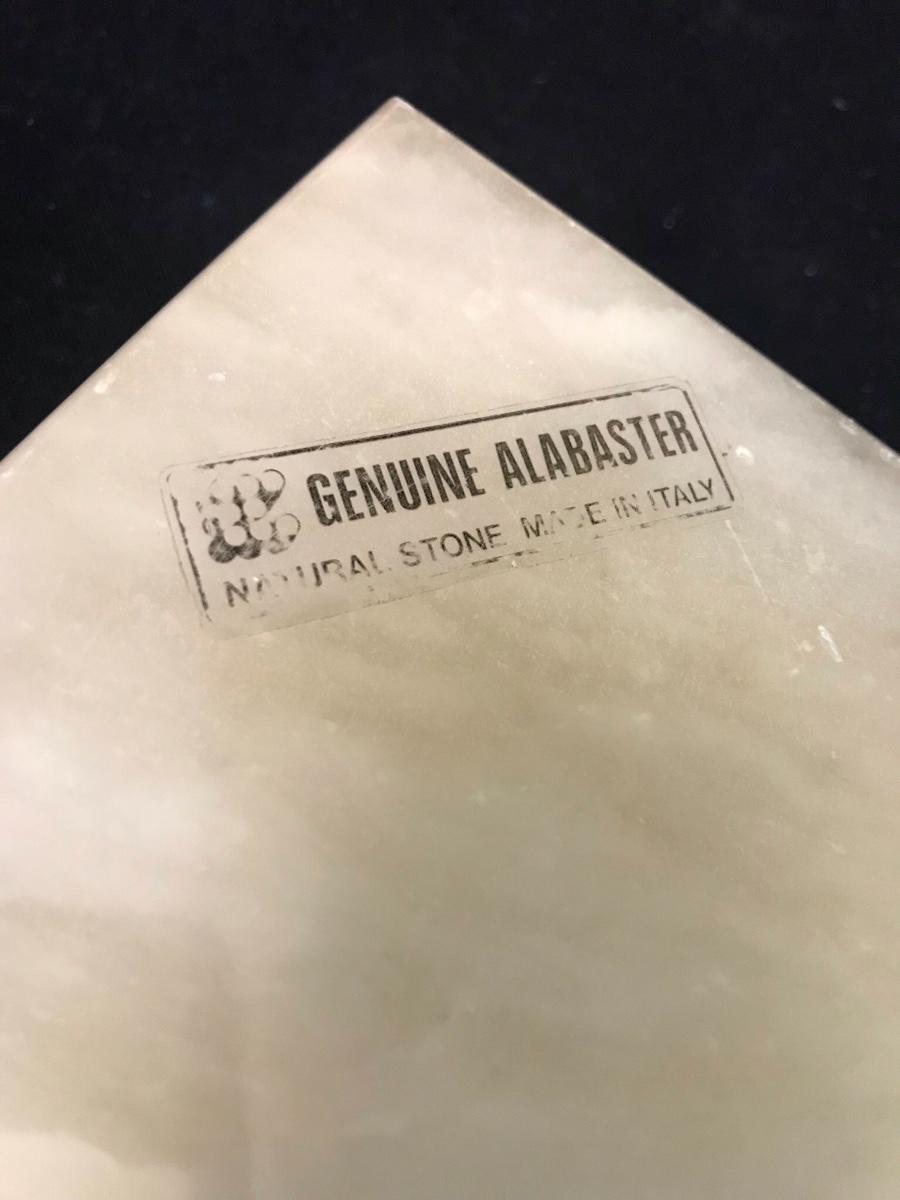 GENUINE ALABASTER
NATURAL STONE MADE IN ITALY